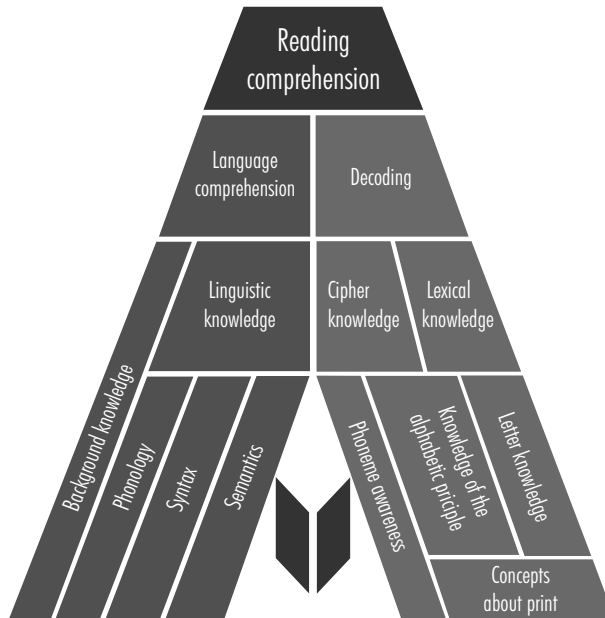 Reading
comprehension
Language
comprehension
Decoding
Linguistic
knowledge
Cipher
knowledge
Lexical
knowledge
Background knowledge
Phonology
Syntax
Semantics
Phoneme awareness
Knowledge of the
alphabetic priciple
Letter knowledge
Concepts
about print